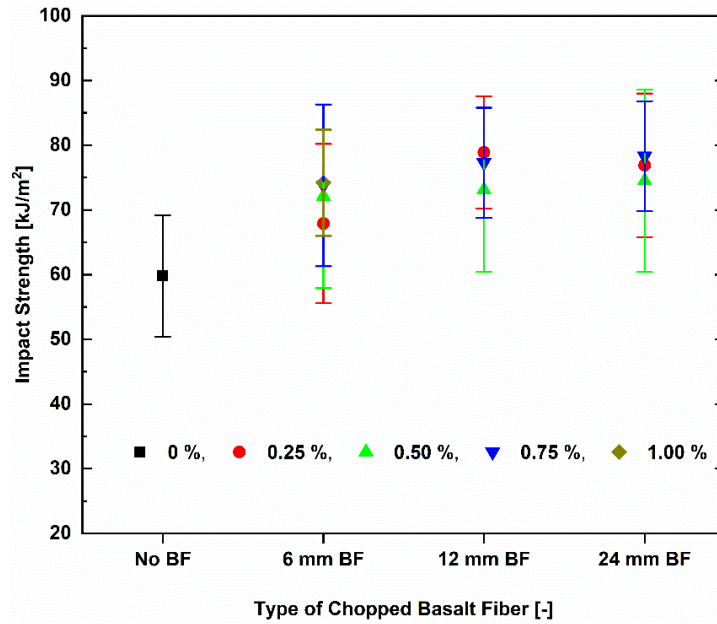 100
90
80
70
60
50
40
30
20
Impact Strength [kJ/m²]
0 %, 0.25 %, 0.50 %, 0.75 %, 1.00 %
No BF 6 mm BF 12 mm BF 24 mm BF
Type of Chopped Basalt Fiber [-]